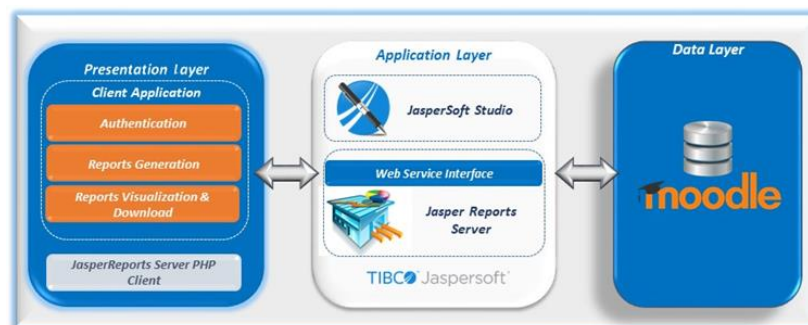 Presentation Layer
Client Application
Authentication
Reports Generation
Reports Visualization &
Download
JasperReports Server PHP
Client
Application Layer
JasperSoft Studio
Web Service Interface
Jasper Reports
Server
TIBCO Jaspersoft
Data Layer
moodle